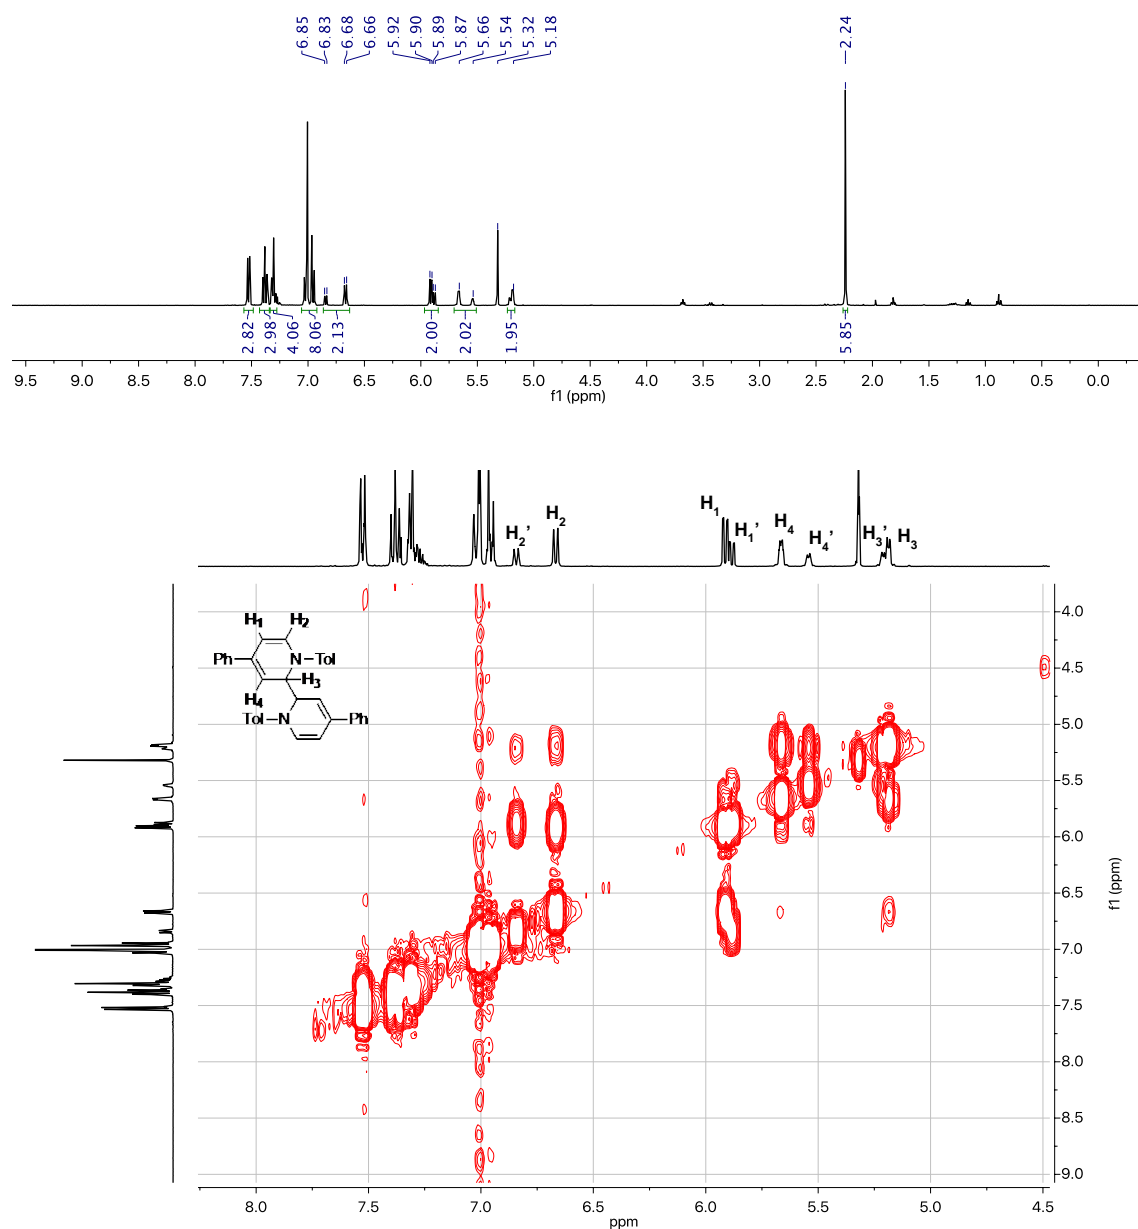 6.85 6.83 6.68 6.66 5.92 5.90 5.89 5.87 5.66 5.54 5.32 5.18 2.24
2.82 2.98 4.06 8.06 2.13 2.00 2.02 1.95 5.85
9.5 9.0 8.5 8.0 7.5 7.0 6.5 6.0 5.5 5.0 4.5 4.0 3.5 3.0 2.5 2.0 1.5 1.0 0.5 0.0
f1 (ppm)
H2' H2 H1 H1' H4 H4' H3' H3
H1 H2
Ph N Tol
H3
H4
Tol N Ph
4.0
4.5
5.0
5.5
6.0
6.5
7.0
7.5
8.0
8.5
9.0
f1 (ppm)
8.0 7.5 7.0 6.5 6.0 5.5 5.0 4.5
ppm